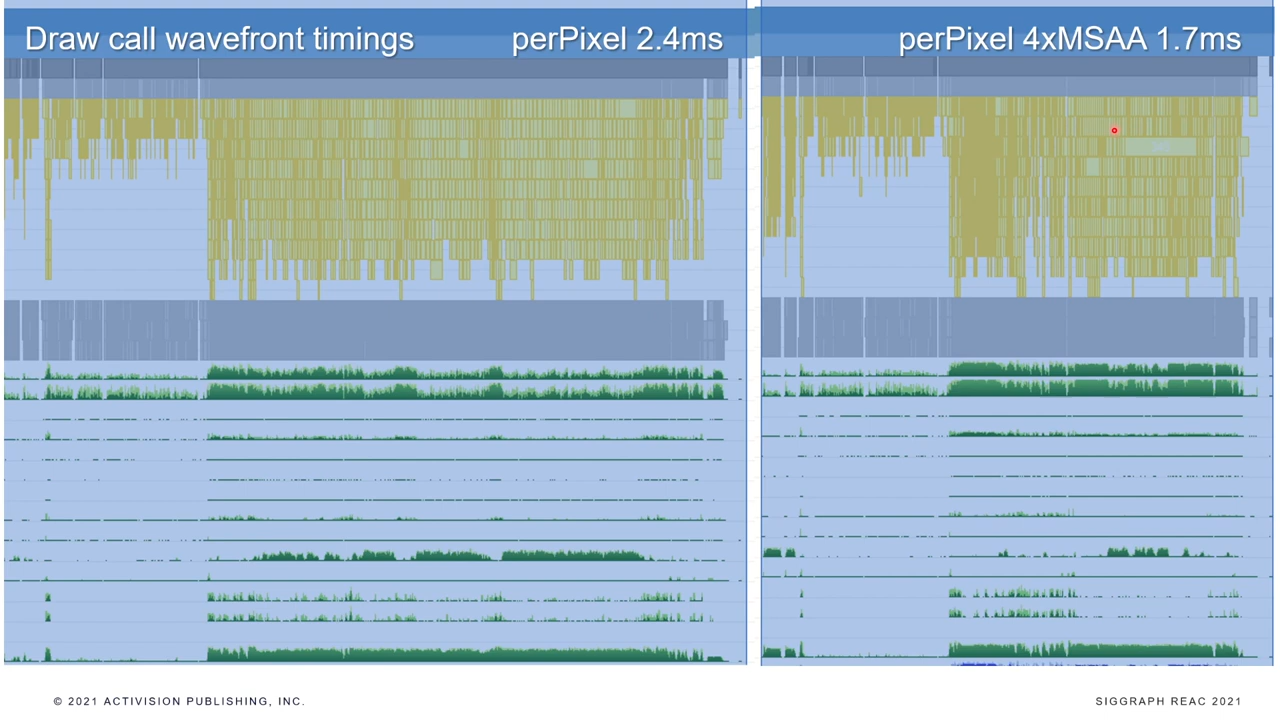 Draw call wavefront timings perPixel 2.4ms perPixel 4xMSAA 1.7ms
© 2021 ACTIVISION PUBLISHING, INC. SIGGRAPH REAC 2021